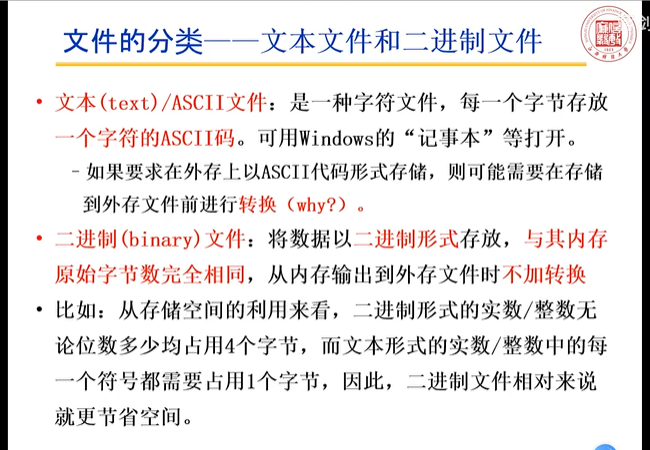 文件的分类——文本文件和二进制文件
• 文本(text)/ASCII文件：是一种字符文件，每一个字节存放
一个字符的ASCII码。可用Windows的“记事本”等打开。
–如果要求在外存上以ASCII代码形式存储，则可能需要在存储
到外存文件前进行转换（why?）。
• 二进制(binary)文件：将数据以二进制形式存放，与其内存
原始字节数完全相同，从内存输出到外存文件时不加转换
• 比如：从存储空间的利用来看，二进制形式的实数/整数无
论位数多少均占用4个字节，而文本形式的实数/整数中的每
一个符号都需要占用1个字节，因此，二进制文件相对来说
就更节省空间。